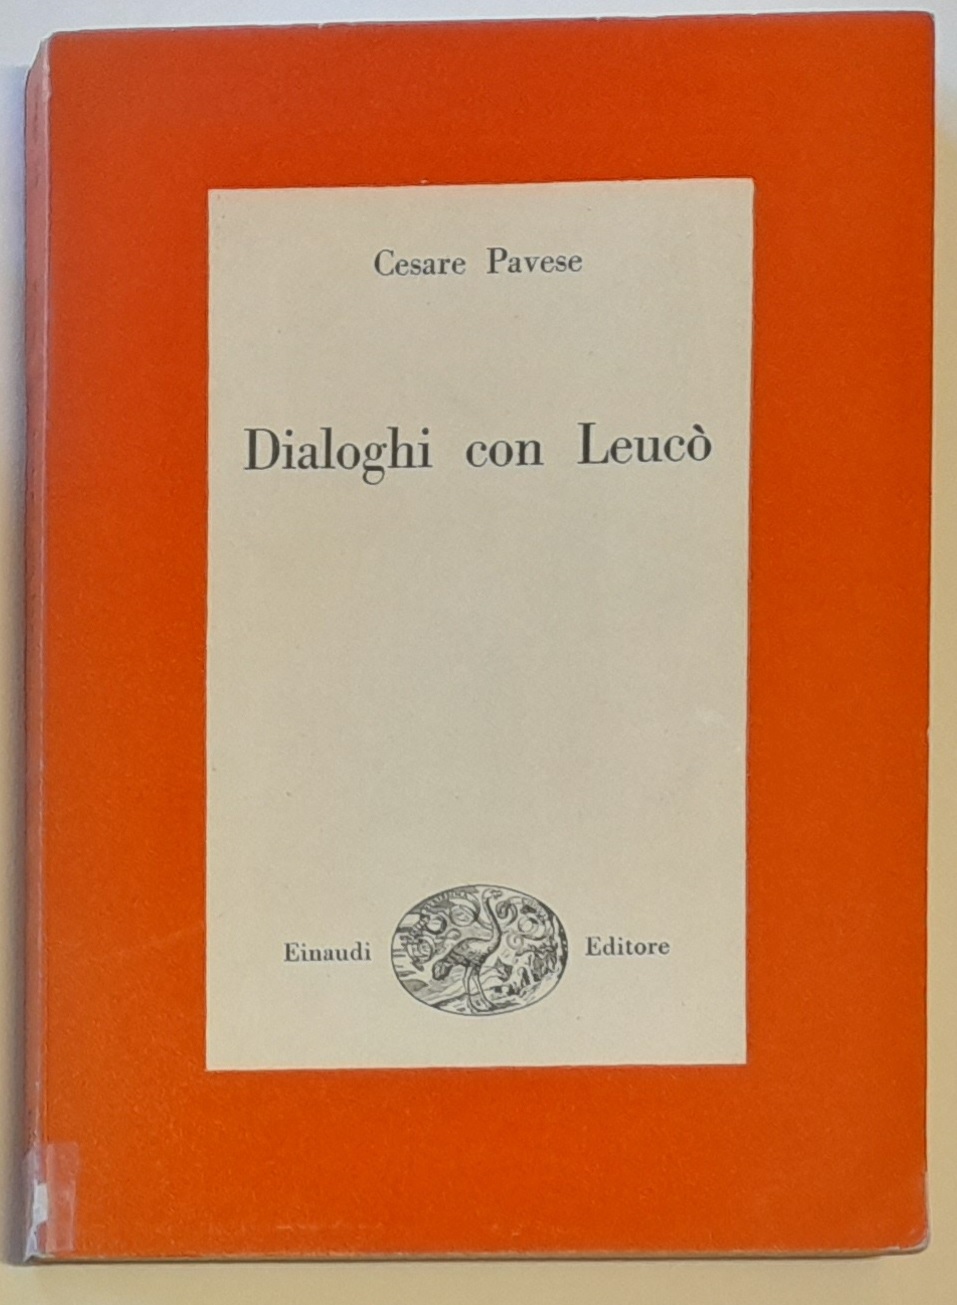 Cesare Pavese
Dialoghi con Leucò
Einaudi Editore